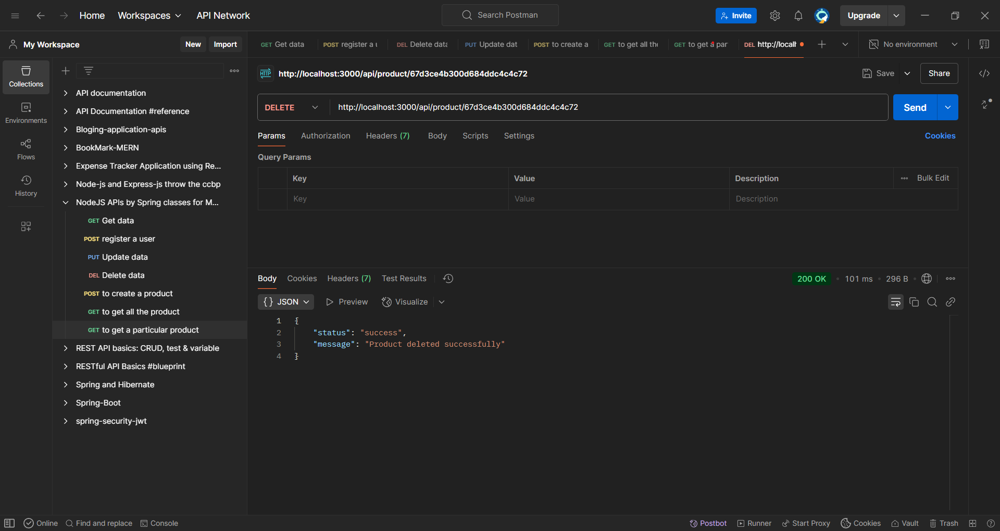 Home Workspaces API Network Search Postman Invite Upgrade
My Workspace New Import
GET Get data POST register a u DEL Delete data PUT Update dat POST to create a GET to get all the GET to get a par DEL http://locall No environment
HTTP http://localhost:3000/api/product/67d3ce4b300d684ddc4c4c72 Save Share
DELETE http://localhost:3000/api/product/67d3ce4b300d684ddc4c4c72 Send
Params Authorization Headers (7) Body Scripts Settings Cookies
Query Params
Key Value Description Bulk Edit
Key Value Description
Collections
Environments
Flows
History
API documentation
API Documentation #reference
Bloging-application-apis
BookMark-MERN
Expense Tracker Application using Re...
Node-js and Express-js throw the ccbp
NodeJS APIs by Spring classes for M...
GET Get data
POST register a user
PUT Update data
DEL Delete data
POST to create a product
GET to get all the product
GET to get a particular product
REST API basics: CRUD, test & variable
RESTful API Basics #blueprint
Spring and Hibernate
Spring-Boot
spring-security-jwt
Body Cookies Headers (7) Test Results 200 OK 101 ms 296 B
{} JSON Preview Visualize
1 {
2 "status": "success",
3 "message": "Product deleted successfully"
4 }
Online Find and replace Console Postbot Runner Start Proxy Cookies Vault Trash